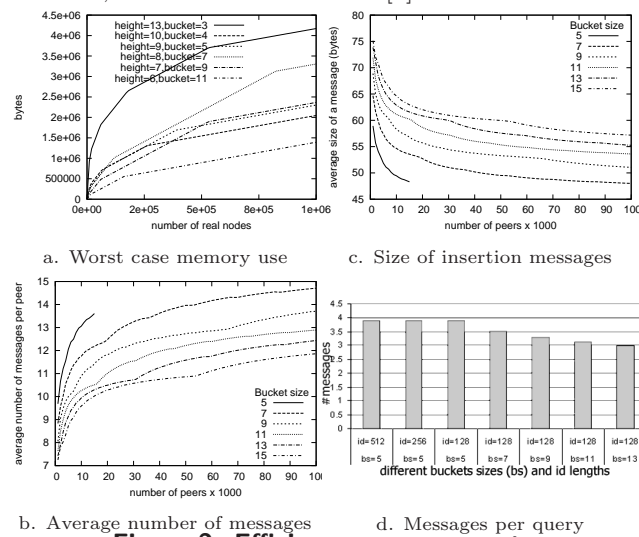 4.5e+06
4e+06
3.5e+06
3e+06
2.5e+06
2e+06
1.5e+06
1e+06
500000
0
bytes
height=13,bucket=3
height=10,bucket=4
height=9,bucket=5
height=8,bucket=7
height=7,bucket=9
height=6,bucket=11
0e+00 2e+05 4e+05 6e+05 8e+05 1e+06
number of real nodes
a. Worst case memory use
80
75
70
65
60
55
50
45
average size of a message (bytes)
Bucket size
5
7
9
11
13
15
0 10 20 30 40 50 60 70 80 90 100
number of peers x 1000
c. Size of insertion messages
15
14
13
12
11
10
9
8
7
average number of messages per peer
Bucket size
5
7
9
11
13
15
0 10 20 30 40 50 60 70 80 90 100
number of peers x 1000
b. Average number of messages
4.5
4
3.5
3
2.5
2
1.5
1
0.5
0
# messages
id=512 id=256 id=128 id=128 id=128 id=128 id=128
bs=5 bs=5 bs=5 bs=7 bs=9 bs=11 bs=13
different buckets sizes (bs) and id lengths
d. Messages per query